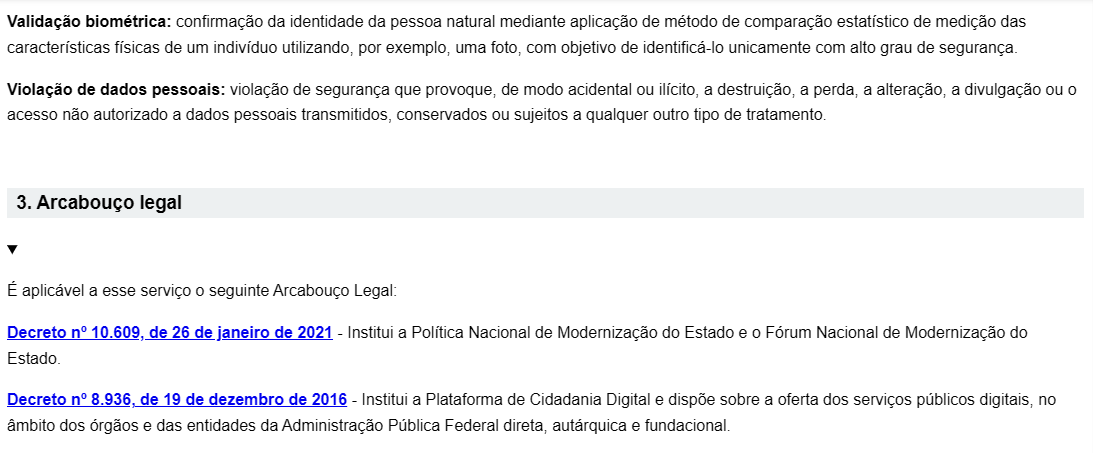 Validação biométrica: confirmação da identidade da pessoa natural mediante aplicação de método de comparação estatístico de medição das
características físicas de um indivíduo utilizando, por exemplo, uma foto, com objetivo de identificá-lo unicamente com alto grau de segurança.
Violação de dados pessoais: violação de segurança que provoque, de modo acidental ou ilícito, a destruição, a perda, a alteração, a divulgação ou o
acesso não autorizado a dados pessoais transmitidos, conservados ou sujeitos a qualquer outro tipo de tratamento.
3. Arcabouço legal
▼
É aplicável a esse serviço o seguinte Arcabouço Legal:
Decreto nº 10.609, de 26 de janeiro de 2021 - Institui a Política Nacional de Modernização do Estado e o Fórum Nacional de Modernização do
Estado.
Decreto nº 8.936, de 19 de dezembro de 2016 - Institui a Plataforma de Cidadania Digital e dispõe sobre a oferta dos serviços públicos digitais, no
âmbito dos órgãos e das entidades da Administração Pública Federal direta, autárquica e fundacional.